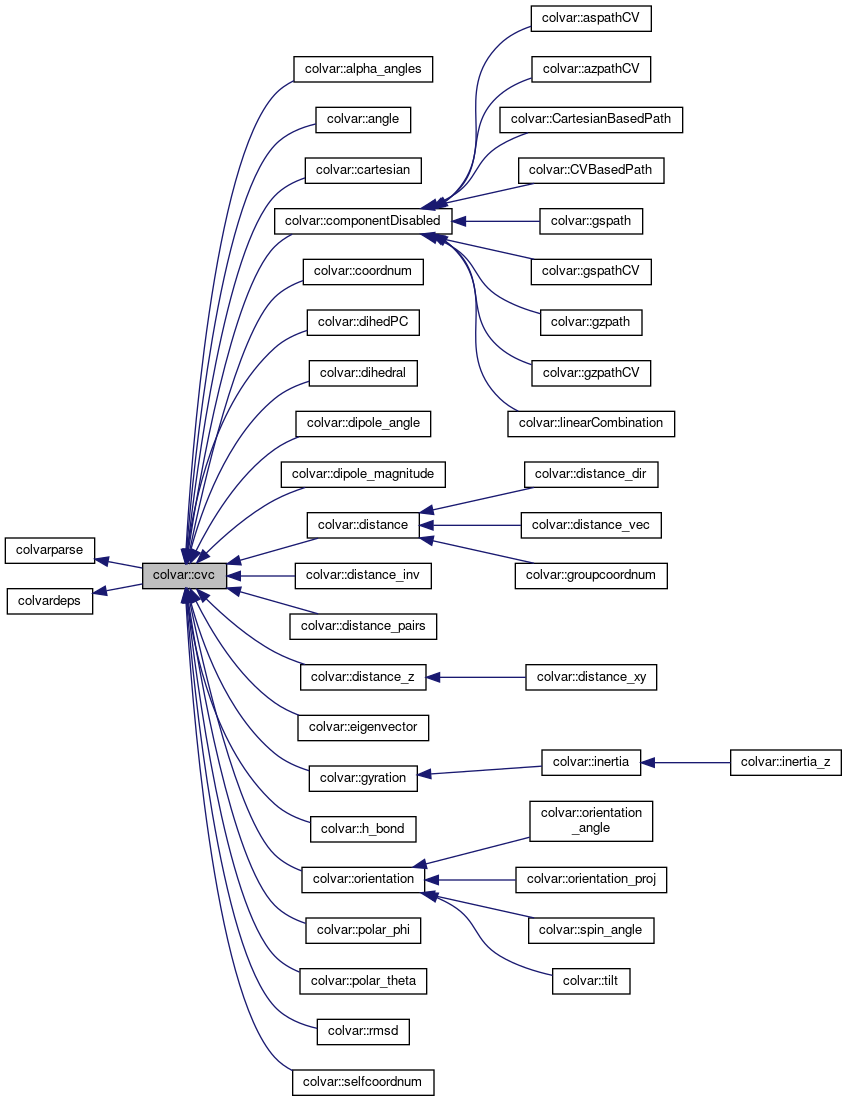 colvar::aspathCV
colvar::alpha_angles
colvar::azpathCV
colvar::angle
colvar::CartesianBasedPath
colvar::cartesian
colvar::CVBasedPath
colvar::componentDisabled
colvar::gspath
colvar::coordnum
colvar::gspathCV
colvar::dihedPC
colvar::gzpath
colvar::dihedral
colvar::gzpathCV
colvar::dipole_angle
colvar::linearCombination
colvar::dipole_magnitude
colvar::distance_dir
colvar::distance
colvar::distance_vec
colvarparse
colvar::cvc
colvar::distance_inv
colvar::groupcoordnum
colvardeps
colvar::distance_pairs
colvar::distance_z
colvar::distance_xy
colvar::eigenvector
colvar::gyration
colvar::inertia
colvar::inertia_z
colvar::h_bond
colvar::orientation
_angle
colvar::orientation
colvar::orientation_proj
colvar::polar_phi
colvar::spin_angle
colvar::polar_theta
colvar::tilt
colvar::rmsd
colvar::selfcoordnum